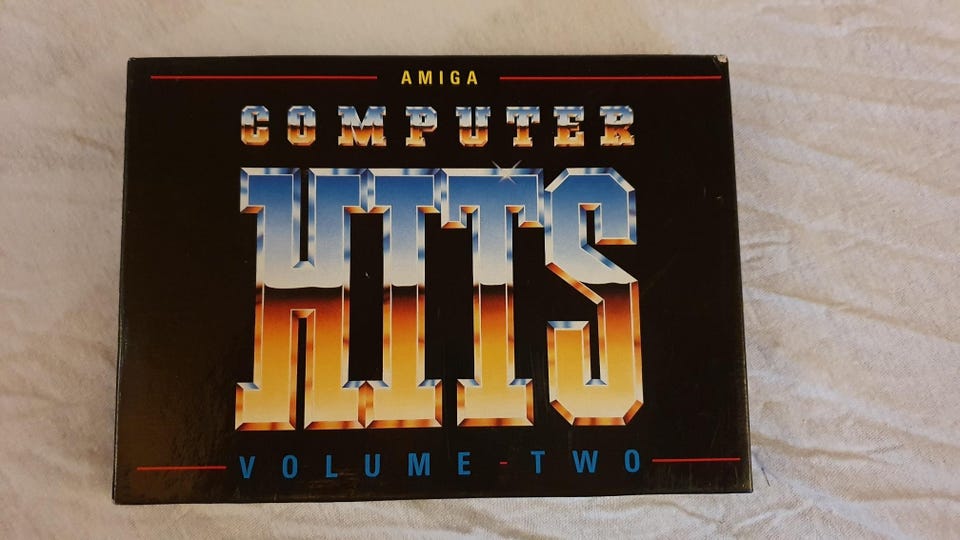 AMIGA
COMPUTER
HITS
VOLUME-TWO